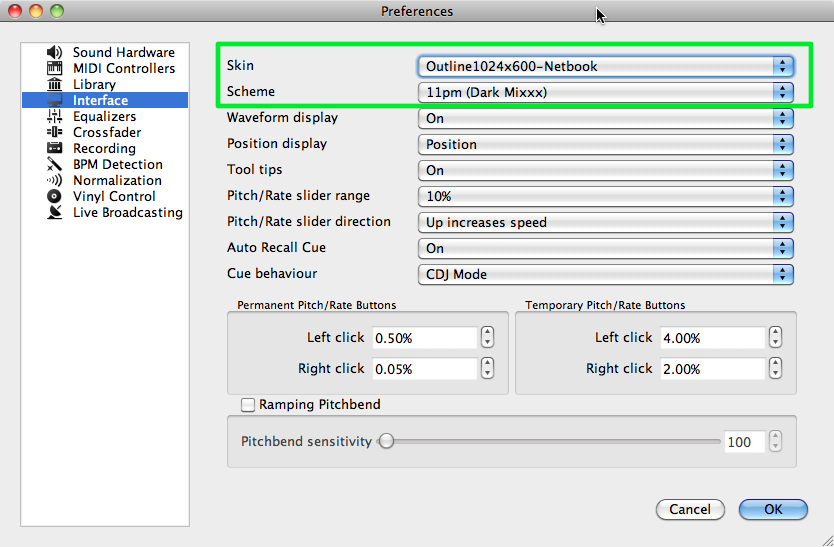 Preferences
Sound Hardware
MIDI Controllers
Library
Interface
Equalizers
Crossfader
Recording
BPM Detection
Normalization
Vinyl Control
Live Broadcasting
Skin Outline1024x600-Netbook
Scheme 11pm (Dark Mixxx)
Waveform display On
Position display Position
Tool tips On
Pitch/Rate slider range 10%
Pitch/Rate slider direction Up increases speed
Auto Recall Cue On
Cue behaviour CDJ Mode
Permanent Pitch/Rate Buttons
Left click 0.50%
Right click 0.05%
Temporary Pitch/Rate Buttons
Left click 4.00%
Right click 2.00%
Ramping Pitchbend
Pitchbend sensitivity 100
Cancel OK